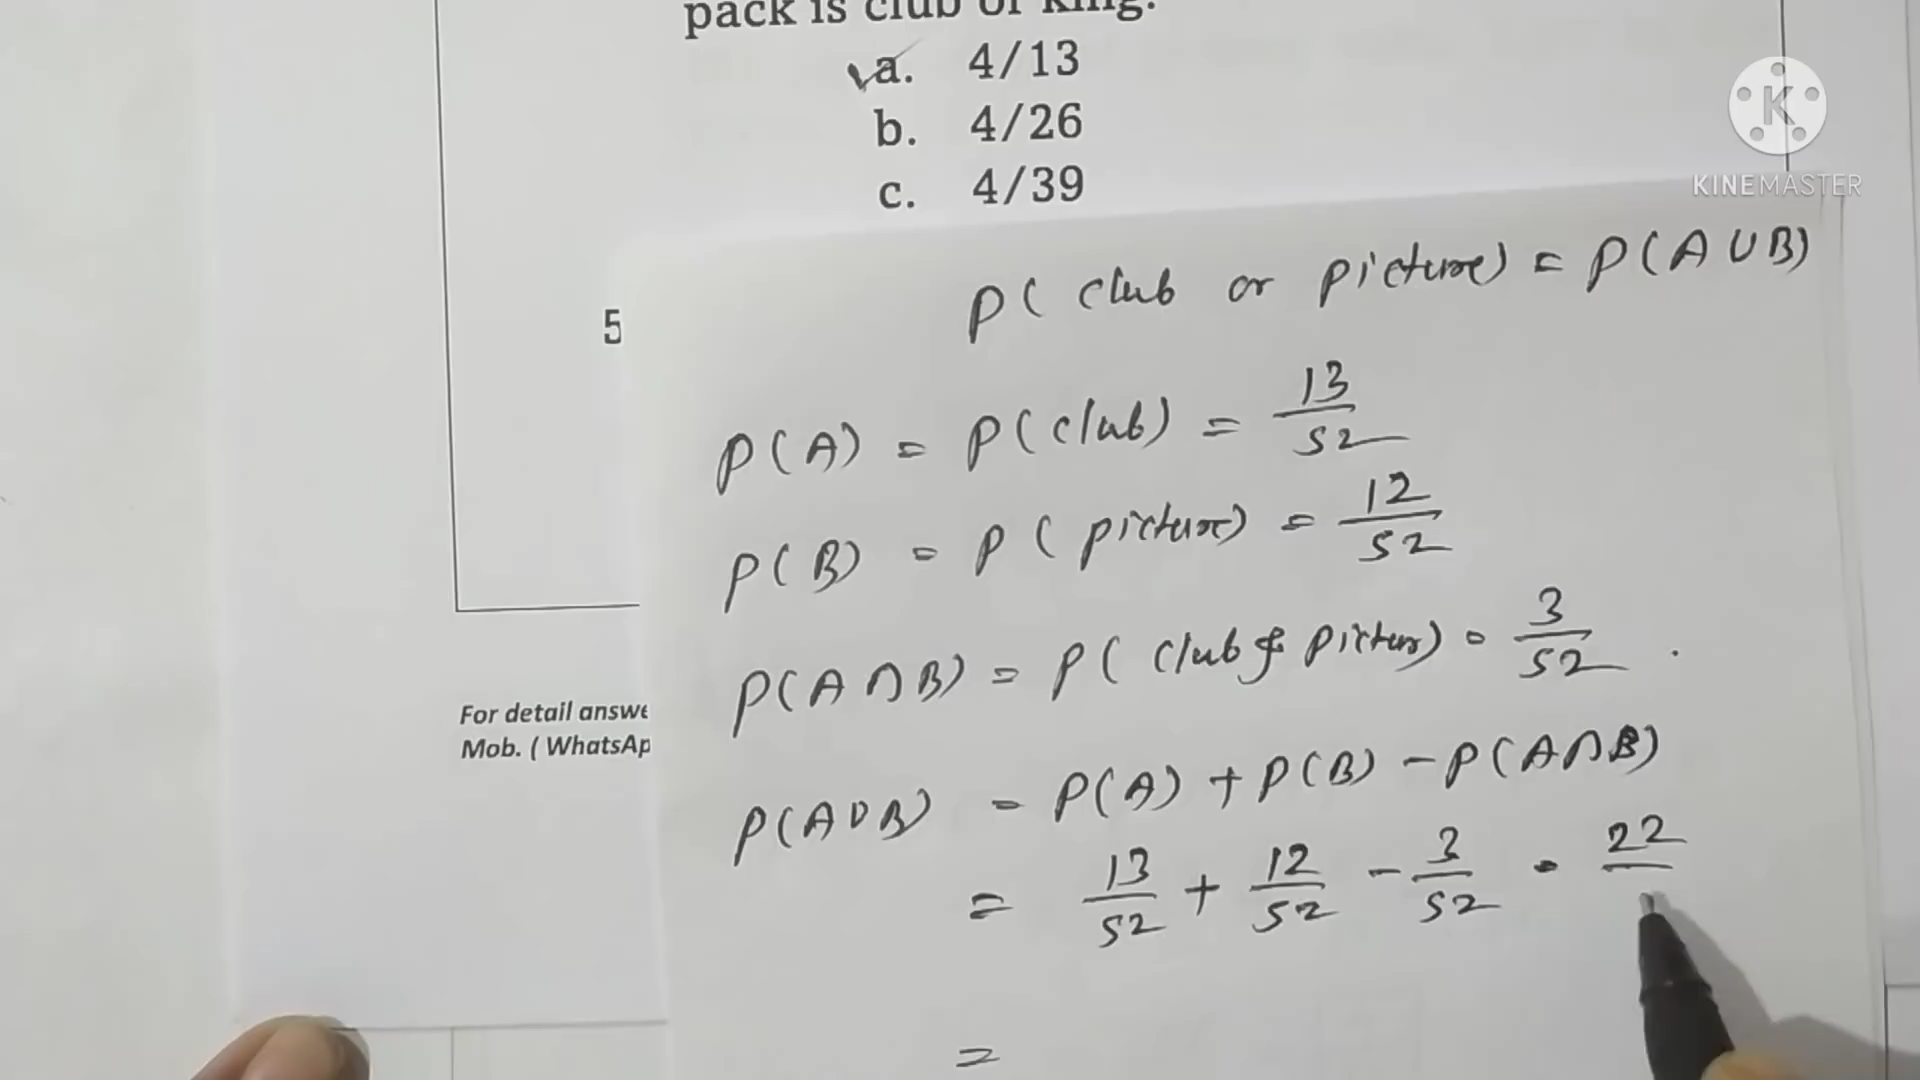 pack is club or king.
a. 4/13
b. 4/26
c. 4/39
K
KINEMASTER
5
P( club or picture) = P(A ∪ B)
P(A) = P(club) = 13/52
P(B) = P( picture) = 12/52
P(A ∩ B) = P( club & picture) = 3/52 .
For detail answe
Mob. ( WhatsAp
P(A ∪ B) = P(A) + P(B) - P(A ∩ B)
= 13/52 + 12/52 - 3/52 = 22/
=